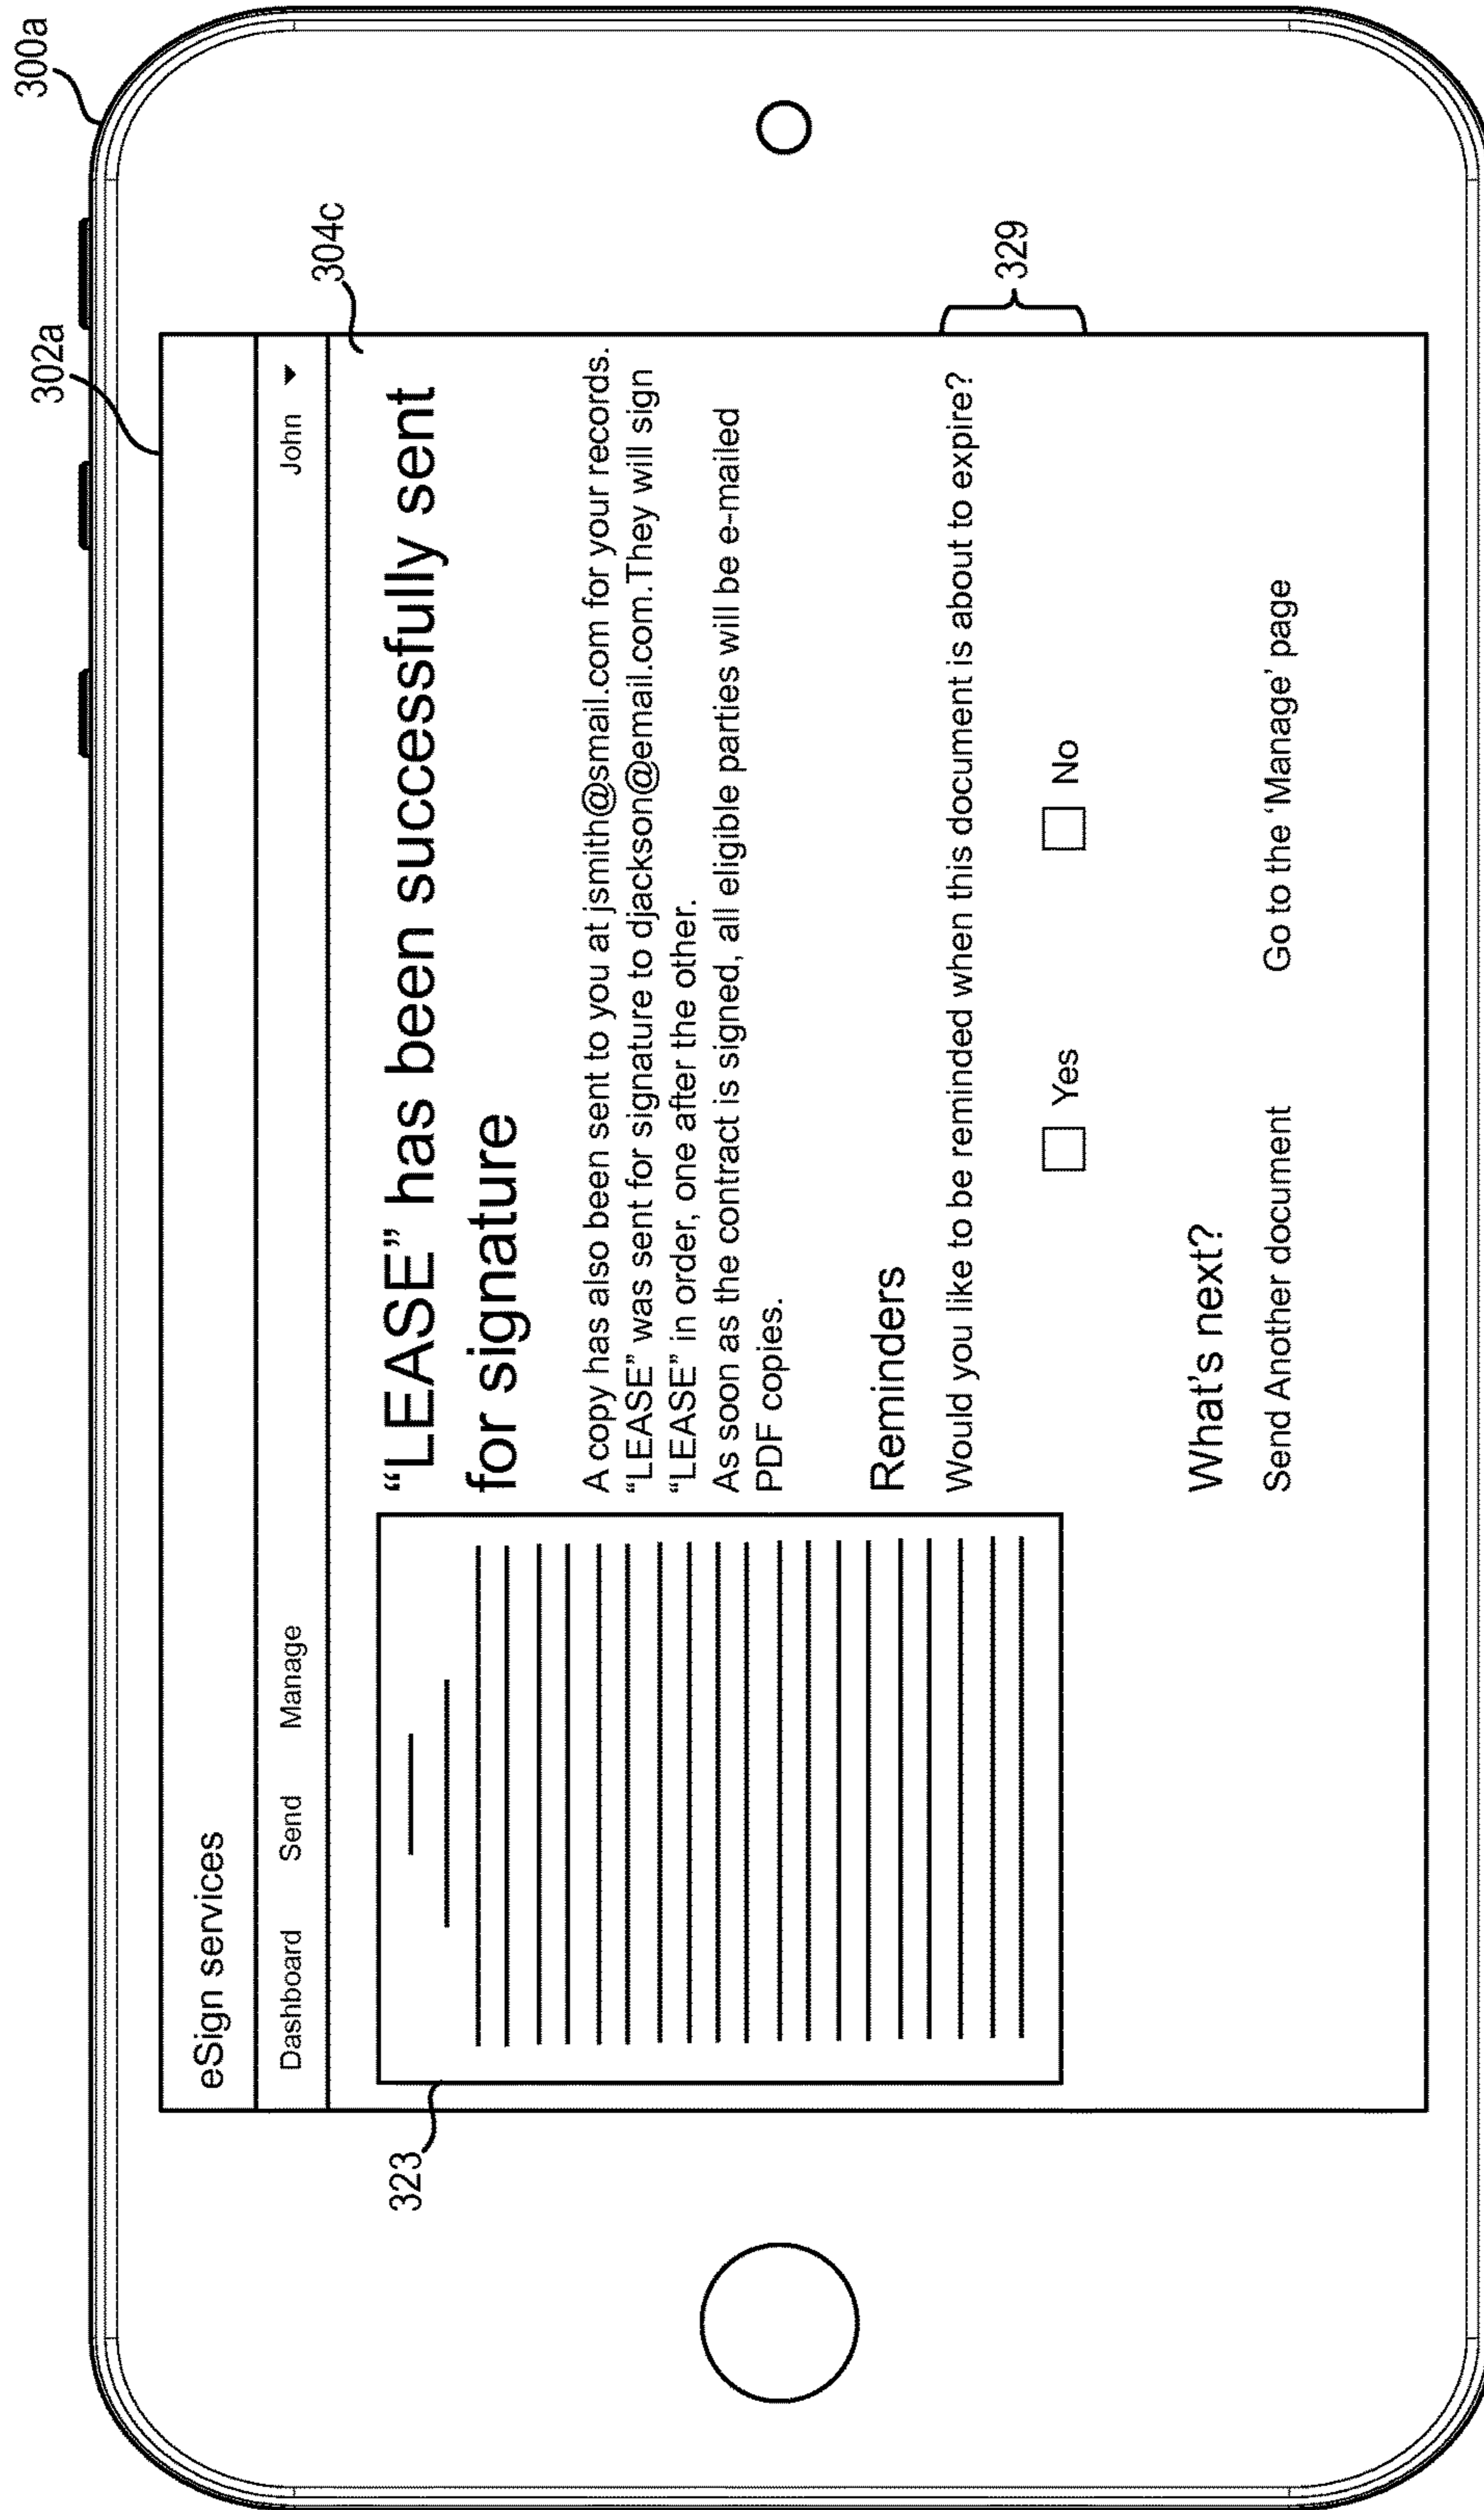 300a
302a
eSign services
Dashboard Send Manage John
304c
“LEASE” has been successfully sent
for signature
323
A copy has also been sent to you at jsmith@smail.com for your records.
“LEASE” was sent for signature to djackson@email.com.They will sign
“LEASE” in order, one after the other.
As soon as the contract is signed, all eligible parties will be e-mailed
PDF copies.
Reminders
Would you like to be reminded when this document is about to expire?
329
Yes No
What's next?
Send Another document Go to the ‘Manage’ page